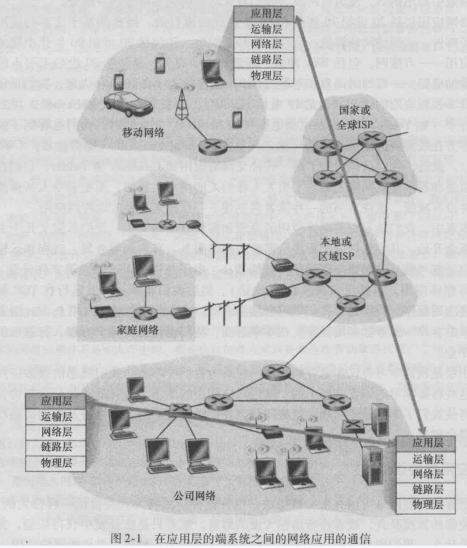 应用层
运输层
网络层
链路层
物理层
移动网络
国家或
全球ISP
本地或
区域ISP
家庭网络
应用层
运输层
网络层
链路层
物理层
应用层
运输层
网络层
链路层
物理层
公司网络
图 2-1 在应用层的端系统之间的网络应用的通信